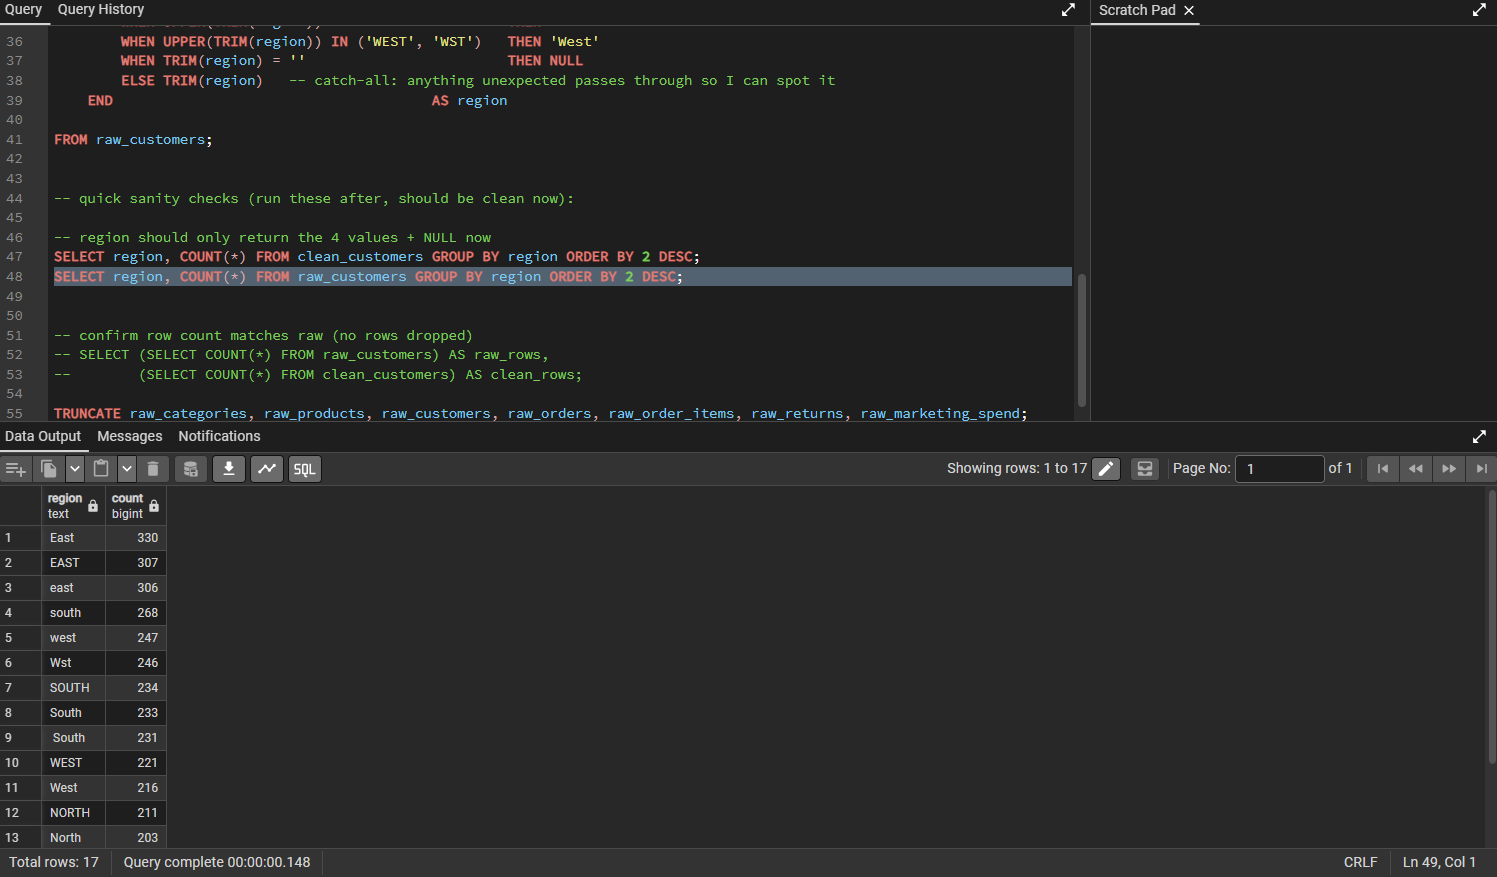 Query Query History
Scratch Pad
36 WHEN UPPER(TRIM(region)) IN ('WEST', 'WST') THEN 'West'
37 WHEN TRIM(region) = '' THEN NULL
38 ELSE TRIM(region) -- catch-all: anything unexpected passes through so I can spot it
39 END AS region
40
41 FROM raw_customers;
42
43
44 -- quick sanity checks (run these after, should be clean now):
45
46 -- region should only return the 4 values + NULL now
47 SELECT region, COUNT(*) FROM clean_customers GROUP BY region ORDER BY 2 DESC;
48 SELECT region, COUNT(*) FROM raw_customers GROUP BY region ORDER BY 2 DESC;
49
50
51 -- confirm row count matches raw (no rows dropped)
52 -- SELECT (SELECT COUNT(*) FROM raw_customers) AS raw_rows,
53 -- (SELECT COUNT(*) FROM clean_customers) AS clean_rows;
54
55 TRUNCATE raw_categories, raw_products, raw_customers, raw_orders, raw_order_items, raw_returns, raw_marketing_spend;
Data Output Messages Notifications
SQL Showing rows: 1 to 17 Page No: 1 of 1
region count
text bigint
1 East 330
2 EAST 307
3 east 306
4 south 268
5 west 247
6 Wst 246
7 SOUTH 234
8 South 233
9  South 231
10 WEST 221
11 West 216
12 NORTH 211
13 North 203
Total rows: 17 Query complete 00:00:00.148 CRLF Ln 49, Col 1